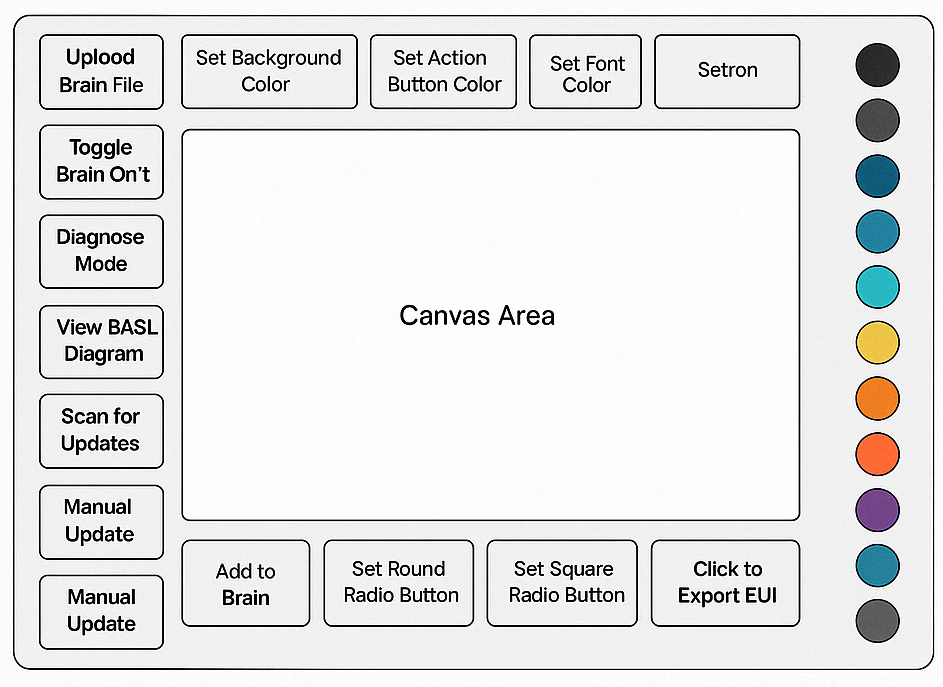 Uplood
Brain File
Set Background
Color
Set Action
Button Color
Set Font
Color
Setron
Toggle
Brain On't
Diagnose
Mode
View BASL
Diagram
Scan for
Updates
Manual
Update
Manual
Update
Canvas Area
Add to
Brain
Set Round
Radio Button
Set Square
Radio Button
Click to
Export EUI